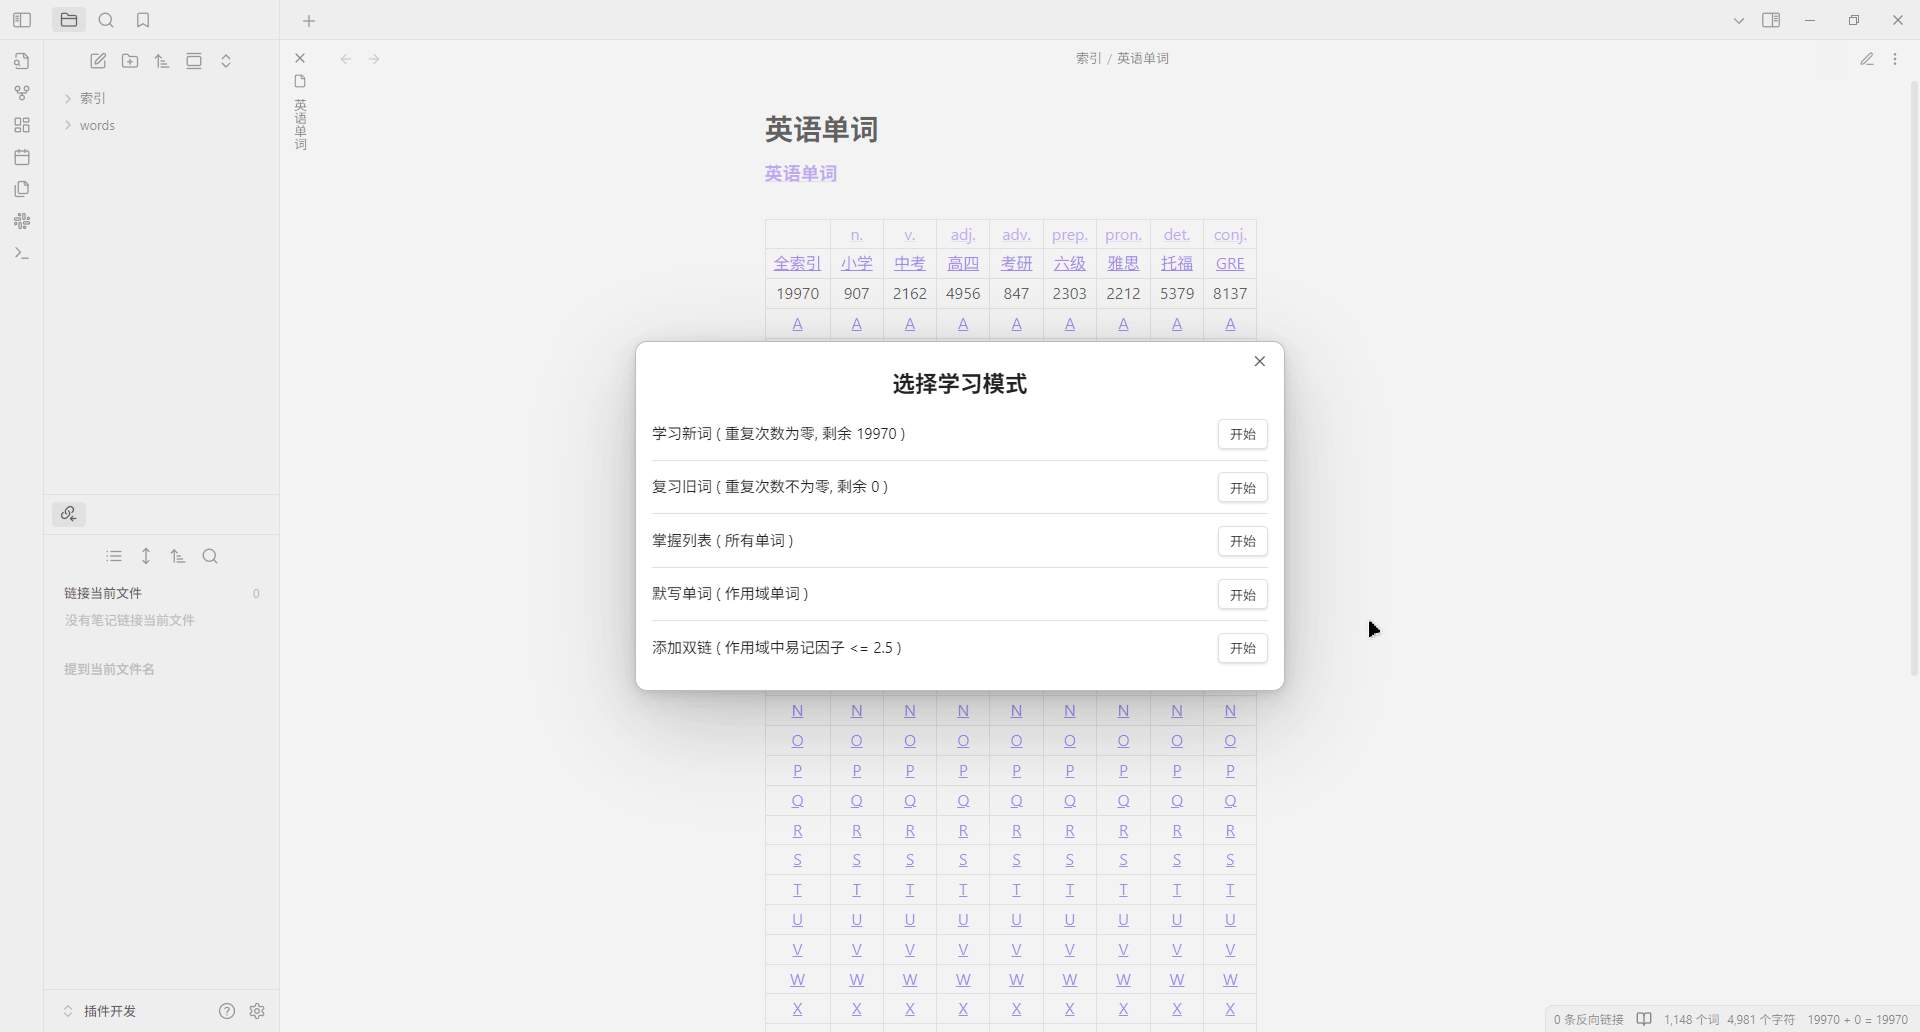 索引 / 英语单词
索引
words
英语单词
英语单词
英语单词
n. v. adj. adv. prep. pron. det. conj.
全索引 小学 中考 高四 考研 六级 雅思 托福 GRE
19970 907 2162 4956 847 2303 2212 5379 8137
A A A A A A A A A
选择学习模式
学习新词 ( 重复次数为零, 剩余 19970 ) 开始
复习旧词 ( 重复次数不为零, 剩余 0 ) 开始
掌握列表 ( 所有单词 ) 开始
默写单词 ( 作用域单词 ) 开始
添加双链 ( 作用域中易记因子 <= 2.5 ) 开始
N N N N N N N N N
O O O O O O O O O
P P P P P P P P P
Q Q Q Q Q Q Q Q Q
R R R R R R R R R
S S S S S S S S S
T T T T T T T T T
U U U U U U U U U
V V V V V V V V V
W W W W W W W W W
X X X X X X X X X
链接当前文件 0
没有笔记链接当前文件
提到当前文件名
插件开发
0 条反向链接 1,148 个词 4,981 个字符 19970 + 0 = 19970